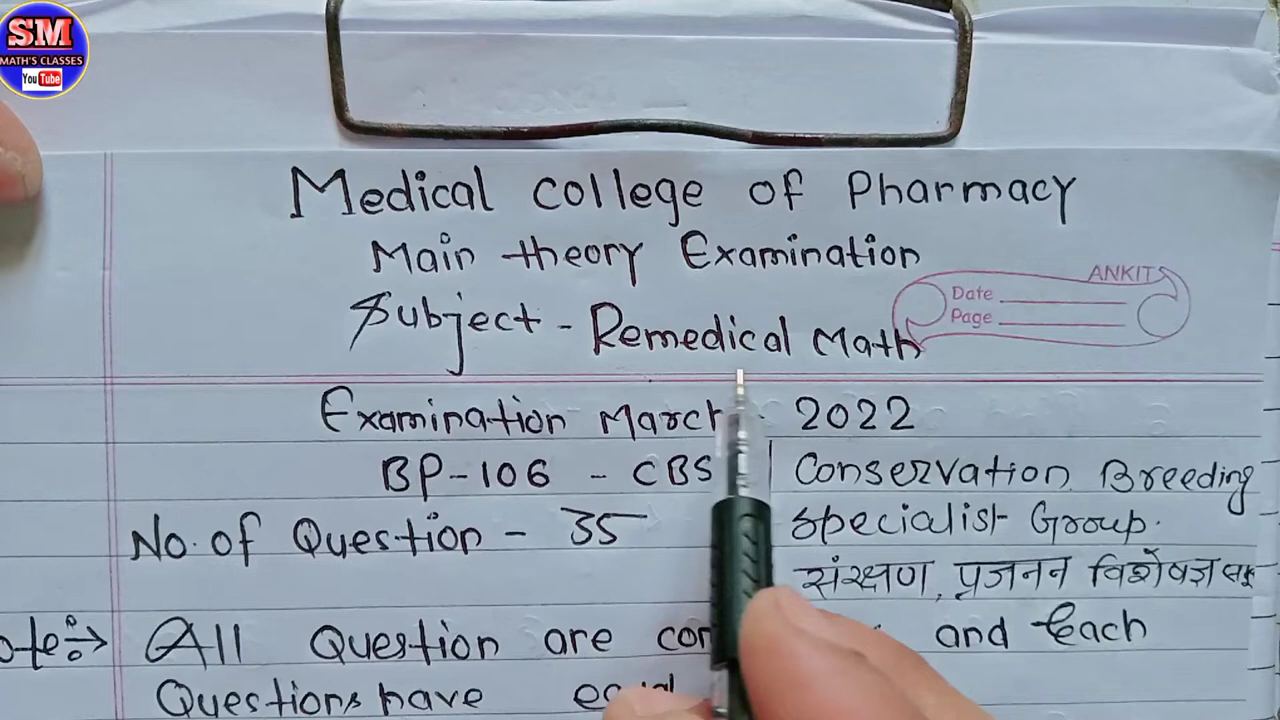 SM
MATH'S CLASSES
YouTube
Medical College of Pharmacy
Main theory Examination
Subject - Remedical Math
ANKIT
Date
Page
Examination March - 2022
BP-106 - CBS | Conservation Breeding
No. of Question - 35 Specialist Group.
संरक्षण, प्रजनन विशेषज्ञ
All Question are and Each
Questions have equal